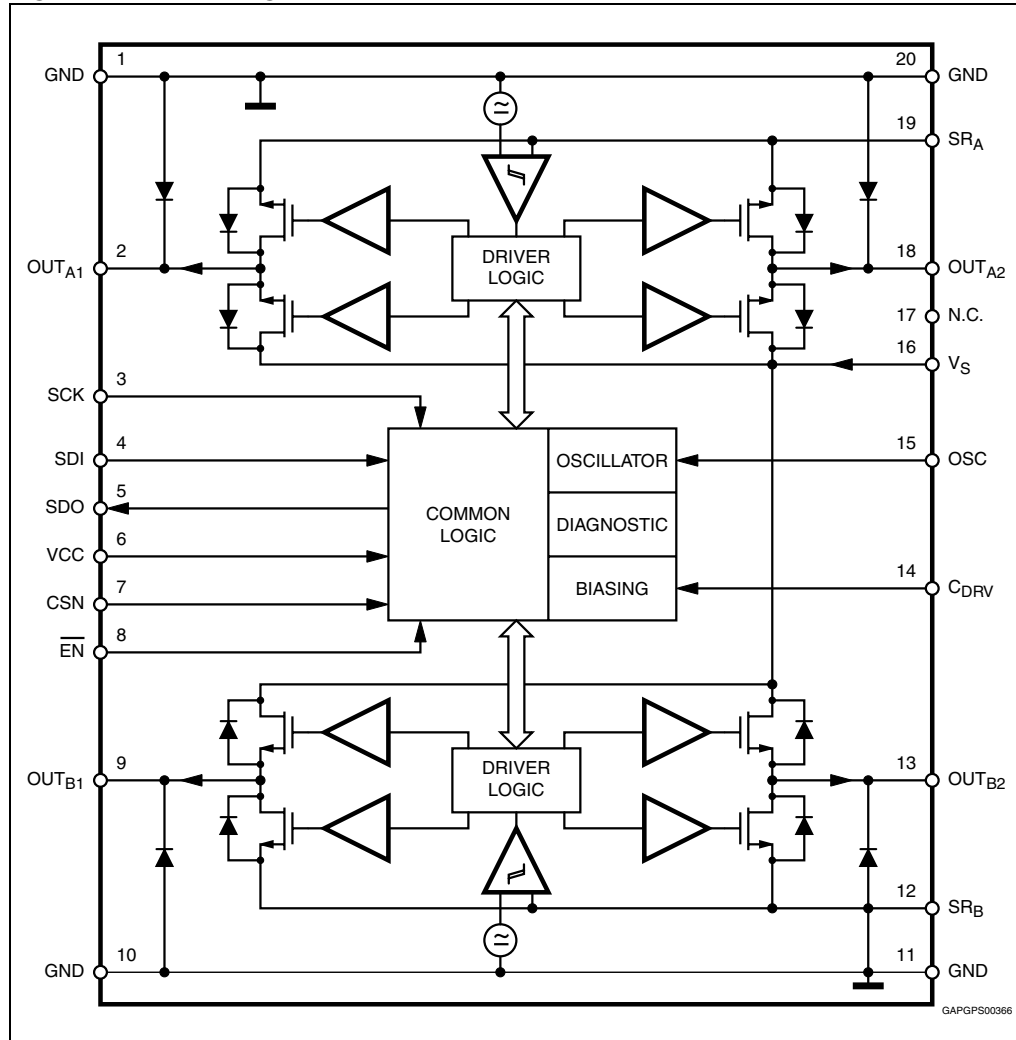 1
GND
20
GND
19
SRA
2
OUTA1
DRIVER
LOGIC
18
OUTA2
17
N.C.
16
VS
3
SCK
4
SDI
5
SDO
6
VCC
7
CSN
8
EN
COMMON
LOGIC
OSCILLATOR
DIAGNOSTIC
BIASING
15
OSC
14
CDRV
9
OUTB1
DRIVER
LOGIC
13
OUTB2
12
SRB
10
GND
11
GND
GAPGPS00366